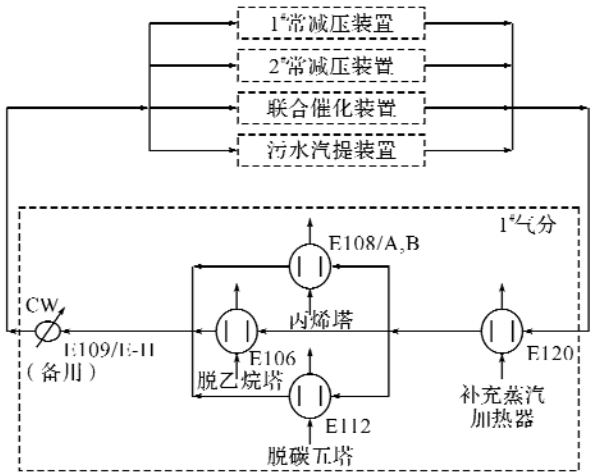 1#常减压装置
2#常减压装置
联合催化装置
污水汽提装置
1#气分
E108/A,B
丙烯塔
CW
E109/E-H
(备用)
E106
脱乙烷塔
E120
补充蒸汽
加热器
E112
脱碳五塔